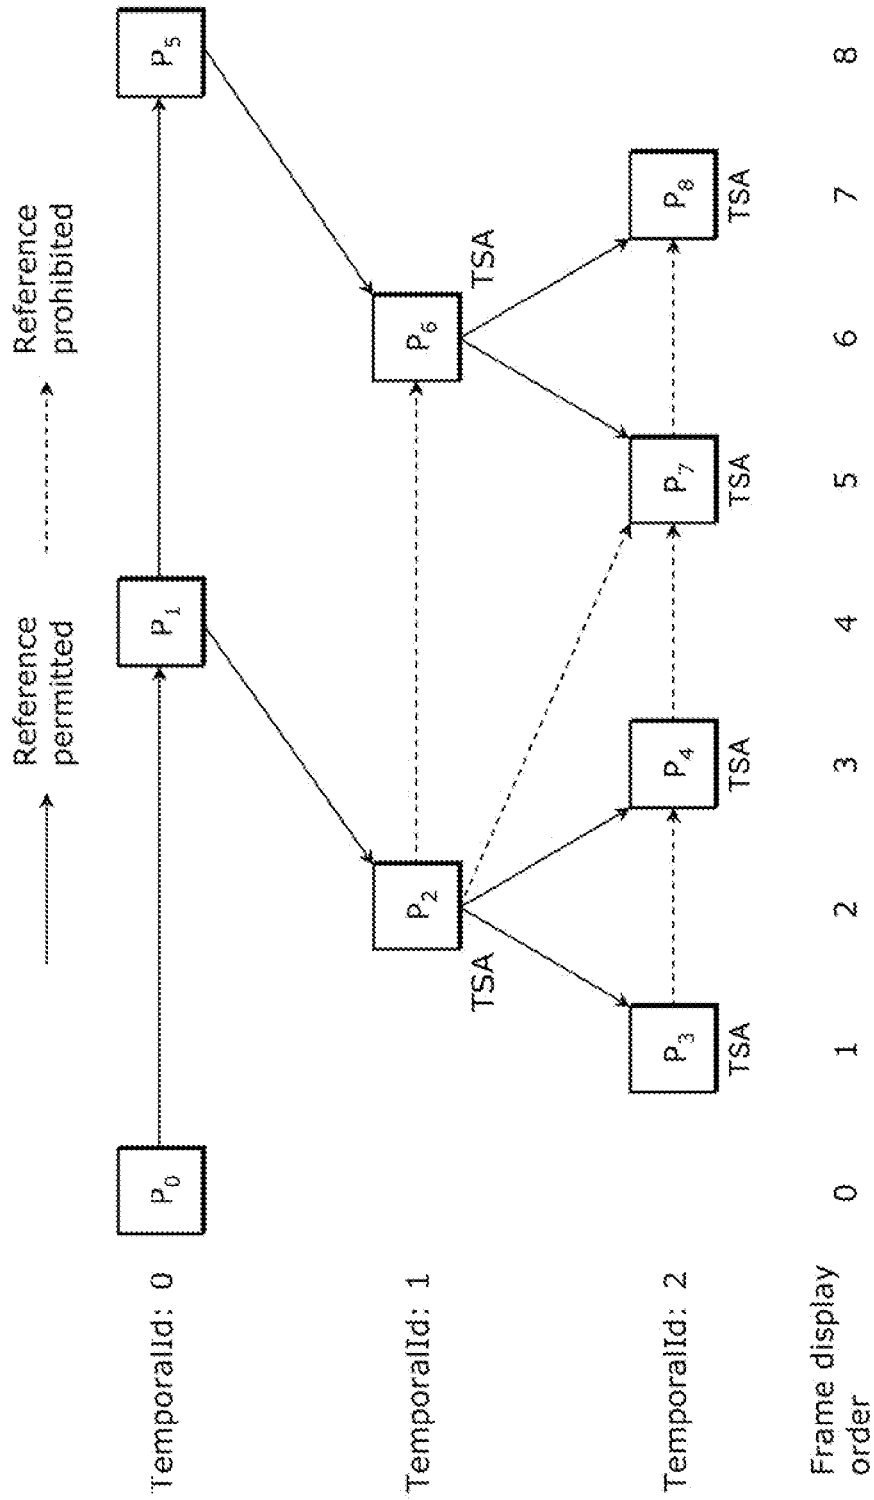 Reference
permitted
Reference
prohibited
TemporalId: 0
P0
P1
P5
TemporalId: 1
P2
TSA
P6
TSA
TemporalId: 2
P3
TSA
P4
TSA
P7
TSA
P8
TSA
Frame display
order
0 1 2 3 4 5 6 7 8